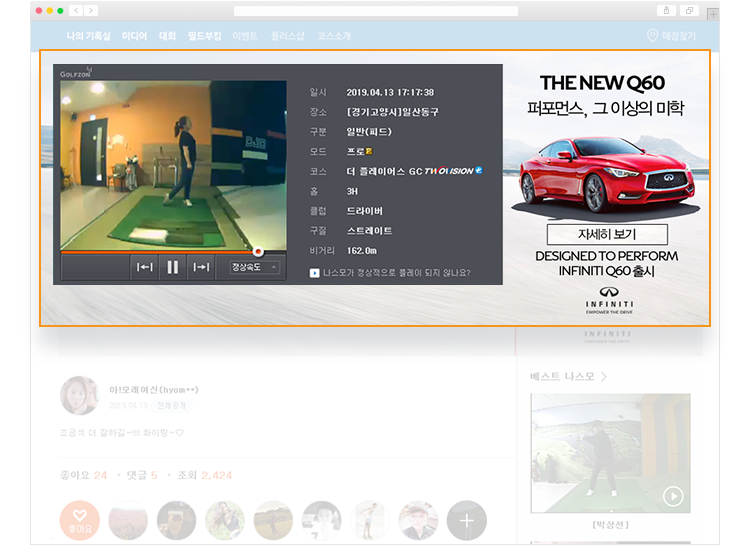 나의 기록실 미디어 대회 필드부킹 이벤트 플러스샵 코스소개 매장찾기
GOLFZON
일시 2019.04.13 17:17:38
장소 [경기고양시]일산동구
구분 일반(피드)
모드 프로
코스 더 플레이어스 GC TWOVISION
홀 3H
클럽 드라이버
구질 스트레이트
비거리 162.0m
정상속도
나스모가 정상적으로 플레이 되지 않나요?
THE NEW Q60
퍼포먼스, 그 이상의 미학
자세히 보기
DESIGNED TO PERFORM
INFINITI Q60 출시
INFINITI
EMPOWER THE DRIVE
INFINITI
EMPOWER THE DRIVE
아!모래여신(hyom**)
2019.04.13 전체공개
조금씩 더 잘하길~!!!! 화이팅~♡
좋아요 24 • 댓글 5 • 조회 2,424
좋아요
베스트 나스모 >
[박상선]